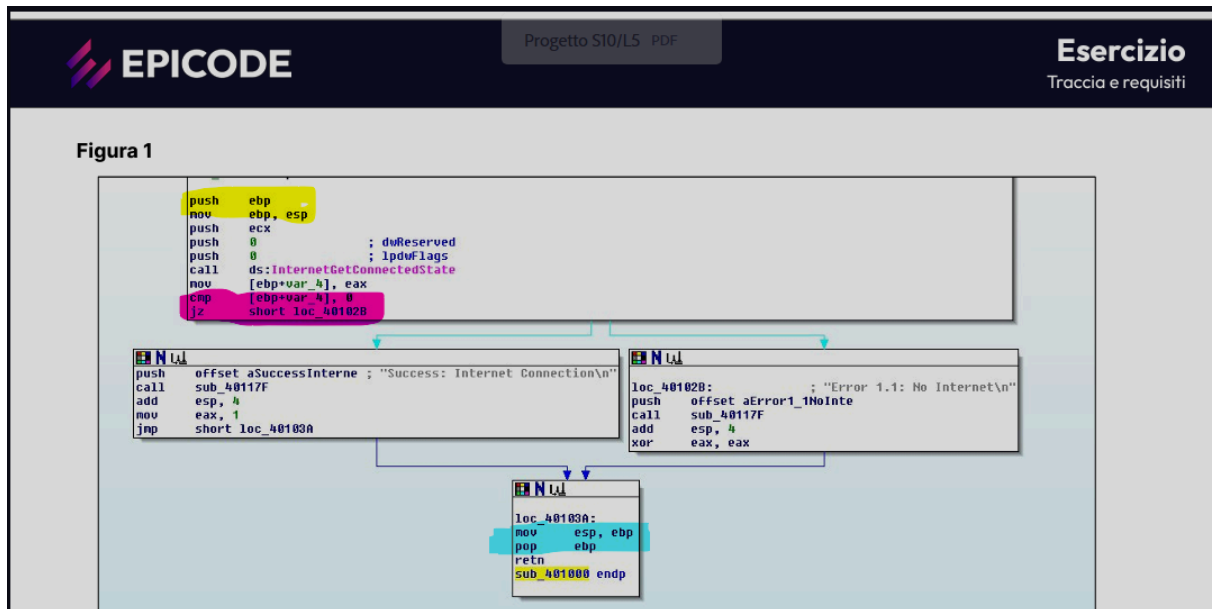 Progetto S10/L5 PDF
EPICODE
Esercizio
Traccia e requisiti
Figura 1
push ebp
mov ebp, esp
push ecx
push 0 ; dwReserved
push 0 ; lpdwFlags
call ds:InternetGetConnectedState
mov [ebp+var_4], eax
cmp [ebp+var_4], 0
jz short loc_40102B
push offset aSuccessInterne ; "Success: Internet Connection\n"
call sub_40117F
add esp, 4
mov eax, 1
jmp short loc_40103A
loc_40102B: ; "Error 1.1: No Internet\n"
push offset aError1_1NoInte
call sub_40117F
add esp, 4
xor eax, eax
loc_40103A:
mov esp, ebp
pop ebp
retn
sub_401000 endp